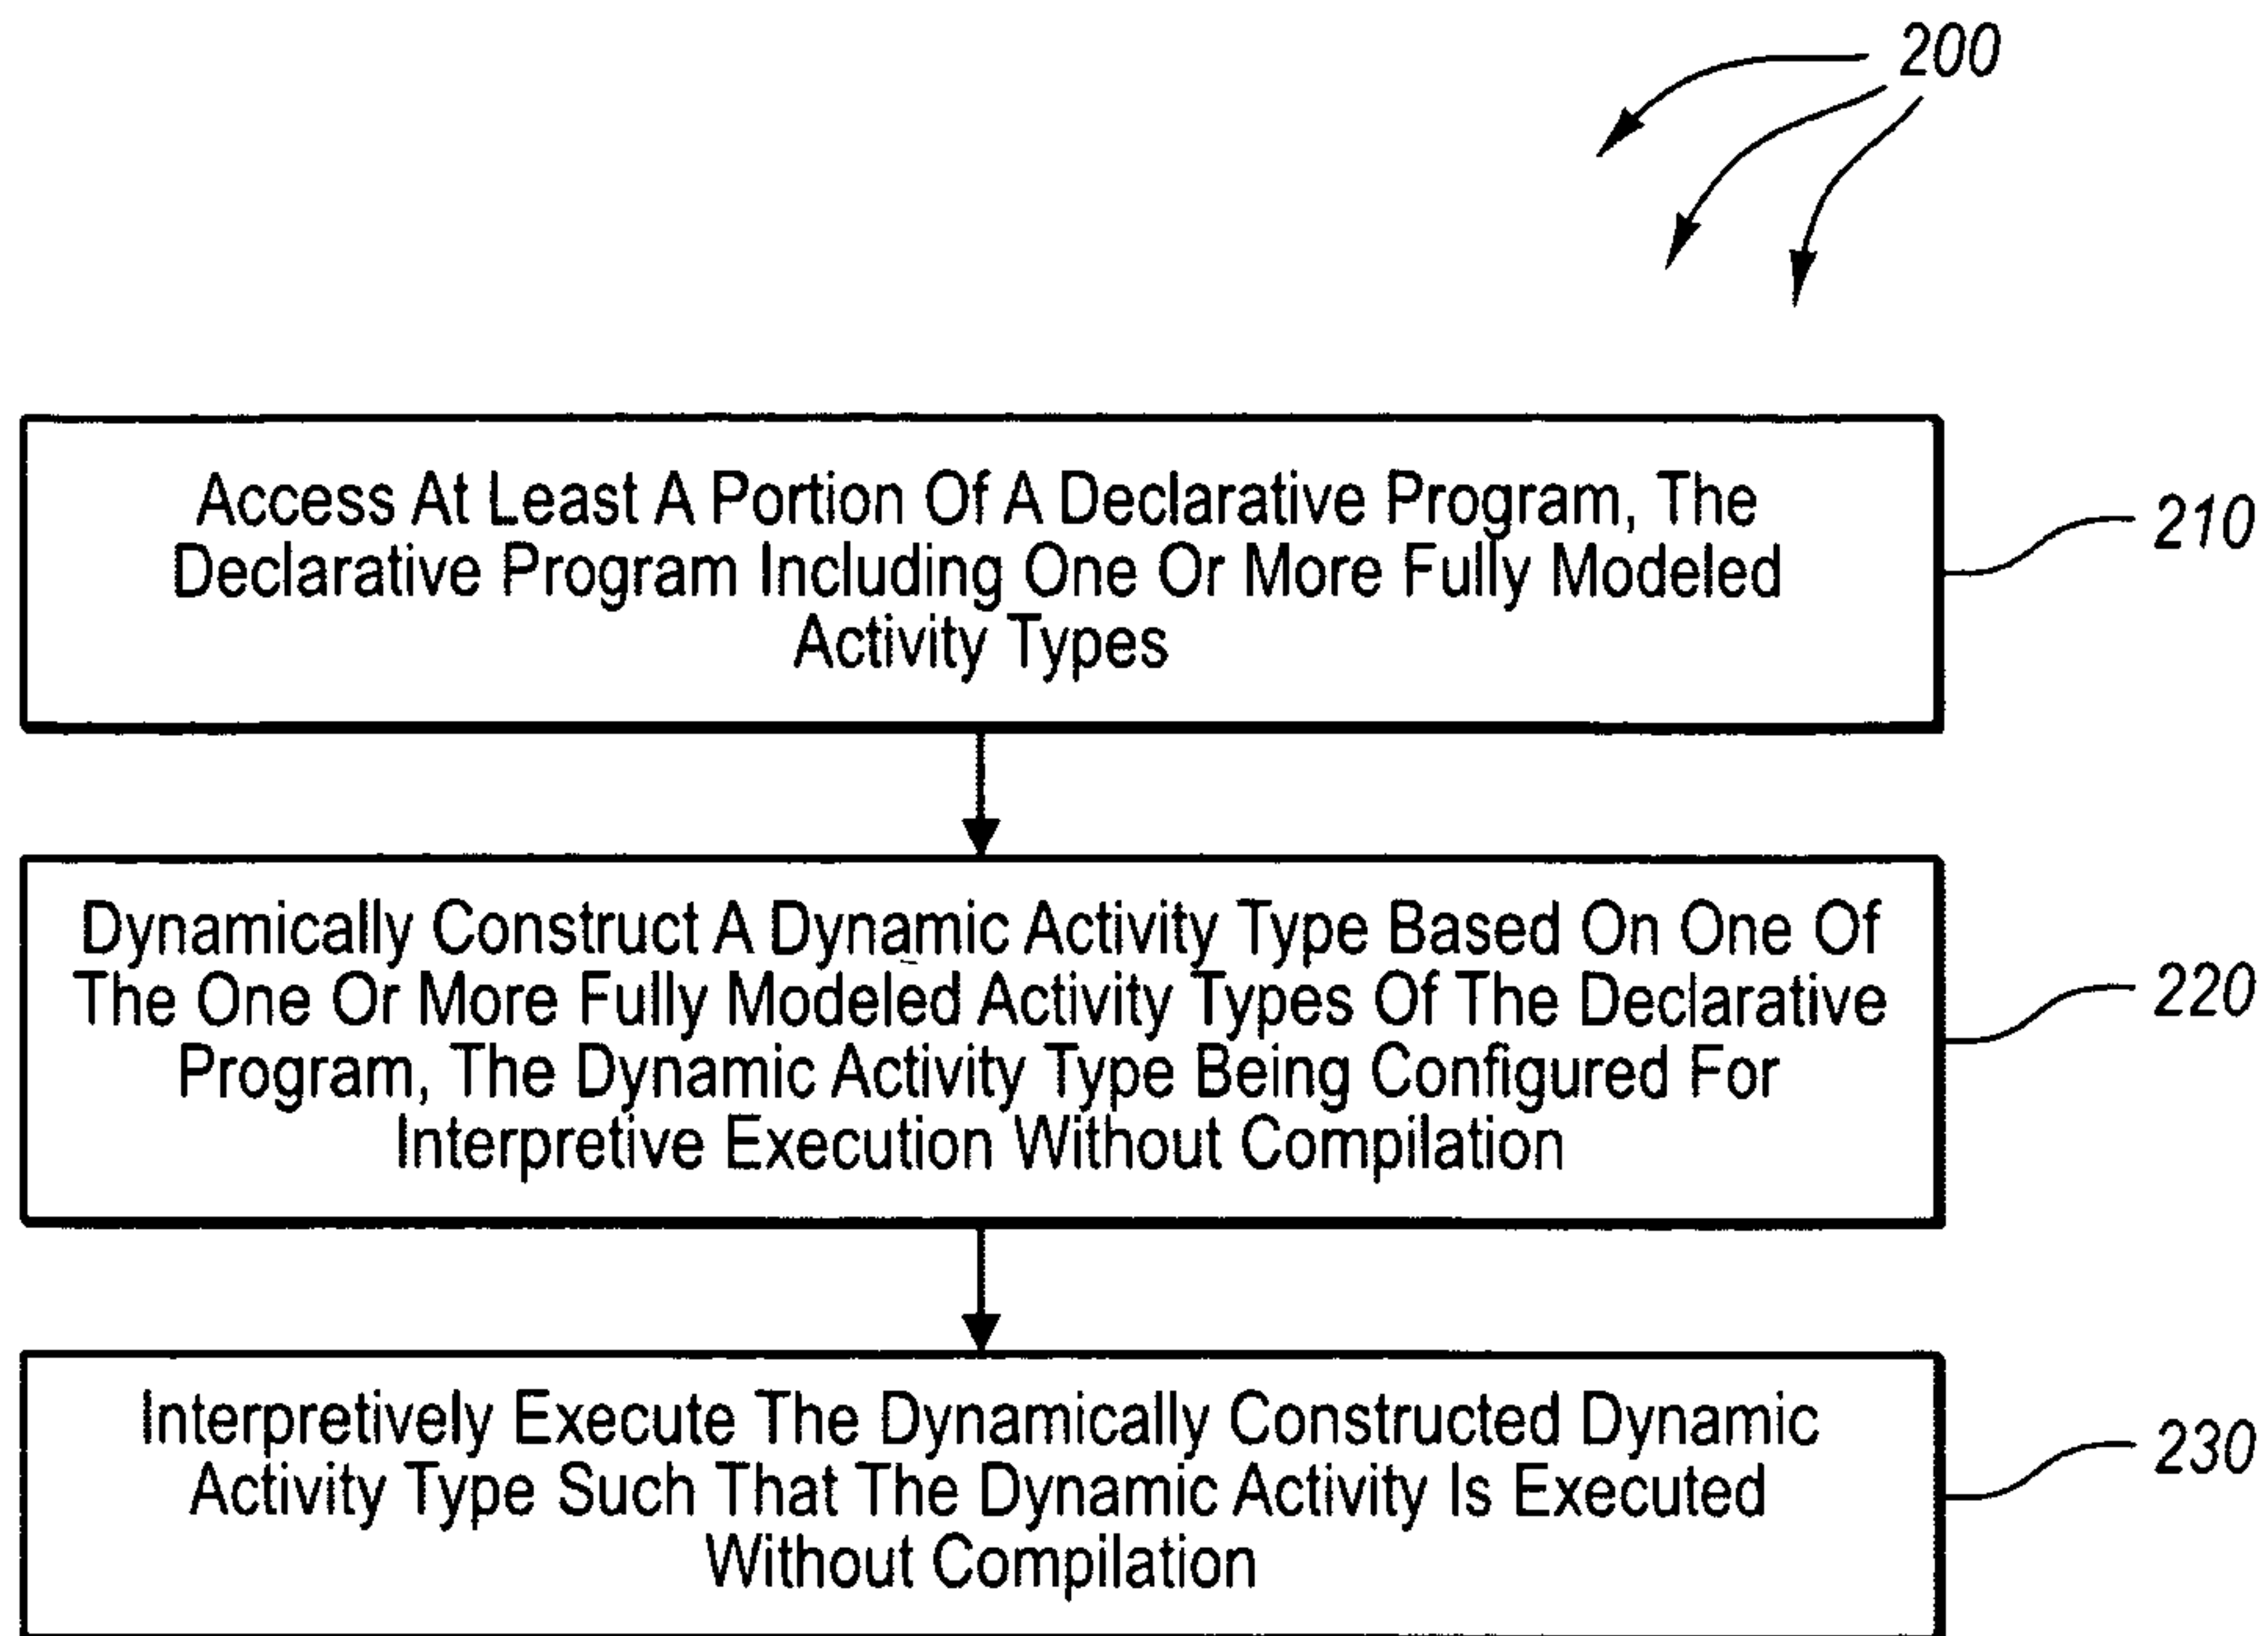 200
Access At Least A Portion Of A Declarative Program, The
Declarative Program Including One Or More Fully Modeled
Activity Types
210
Dynamically Construct A Dynamic Activity Type Based On One Of
The One Or More Fully Modeled Activity Types Of The Declarative
Program, The Dynamic Activity Type Being Configured For
Interpretive Execution Without Compilation
220
Interpretively Execute The Dynamically Constructed Dynamic
Activity Type Such That The Dynamic Activity Is Executed
Without Compilation
230